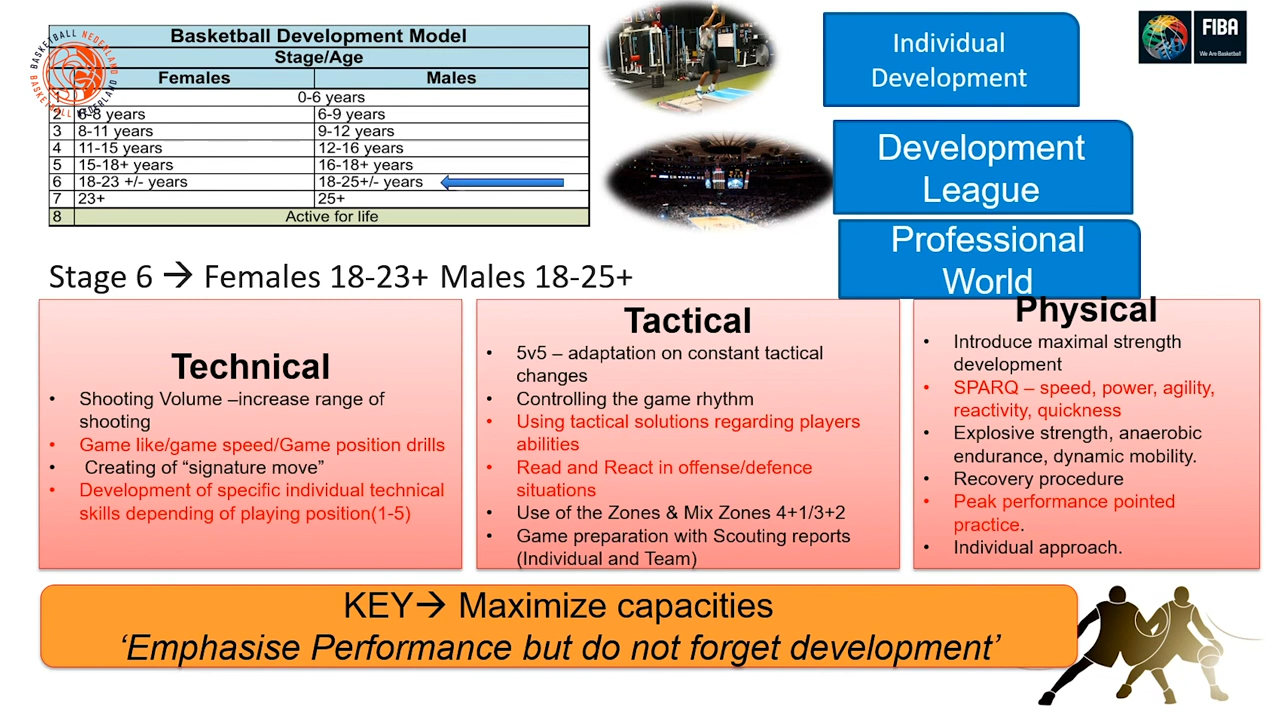 Basketball Development Model
Stage/Age
Females Males
1 0-6 years
2 6-8 years 6-9 years
3 8-11 years 9-12 years
4 11-15 years 12-16 years
5 15-18+ years 16-18+ years
6 18-23 +/- years 18-25+/- years
7 23+ 25+
8 Active for life
BASKETBALL NEDERLAND
BASKETBALL NEDERLAND
Individual
Development
Development
League
Professional
World
FIBA
We Are Basketball
Stage 6 → Females 18-23+ Males 18-25+
Technical
• Shooting Volume –increase range of
shooting
• Game like/game speed/Game position drills
• Creating of “signature move”
• Development of specific individual technical
skills depending of playing position(1-5)
Tactical
• 5v5 – adaptation on constant tactical
changes
• Controlling the game rhythm
• Using tactical solutions regarding players
abilities
• Read and React in offense/defence
situations
• Use of the Zones & Mix Zones 4+1/3+2
• Game preparation with Scouting reports
(Individual and Team)
Physical
• Introduce maximal strength
development
• SPARQ – speed, power, agility,
reactivity, quickness
• Explosive strength, anaerobic
endurance, dynamic mobility.
• Recovery procedure
• Peak performance pointed
practice.
• Individual approach.
KEY→ Maximize capacities
‘Emphasise Performance but do not forget development’